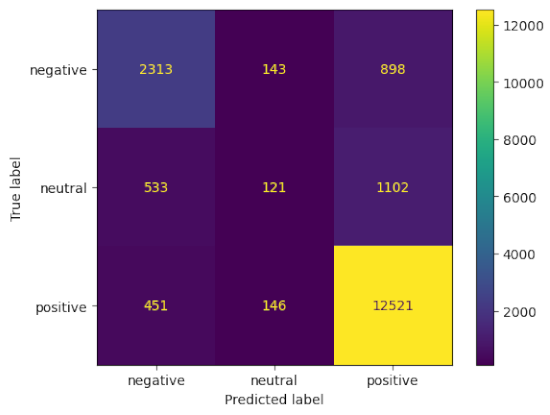 12000
negative 2313 143 898
10000
8000
True label
neutral 533 121 1102
6000
4000
positive 451 146 12521
2000
negative neutral positive
Predicted label